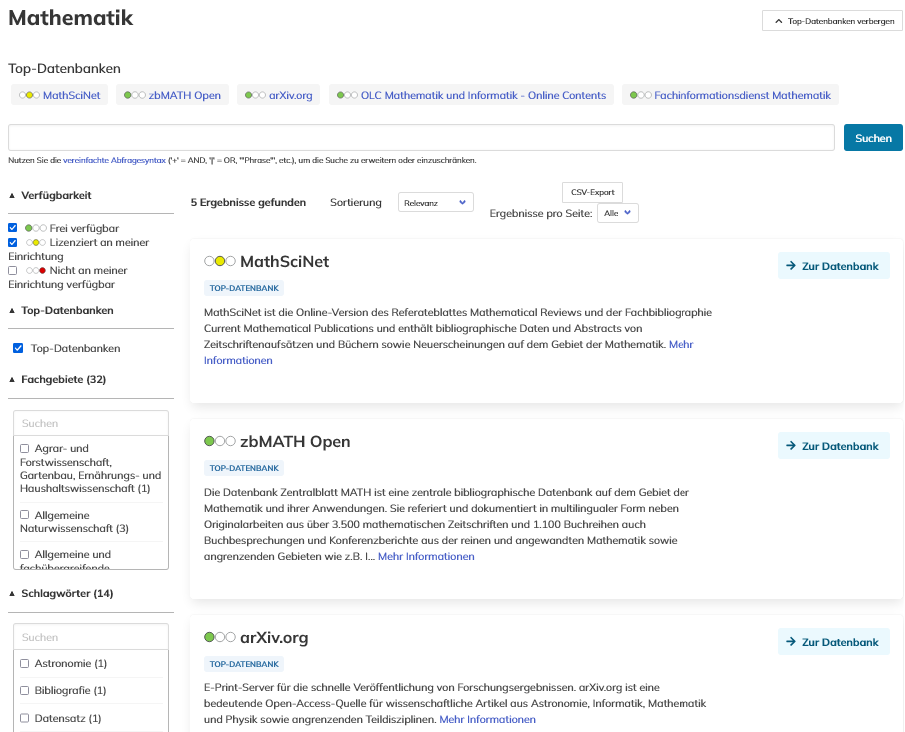 Mathematik
Top-Datenbanken verbergen
Top-Datenbanken
MathSciNet
zbMATH Open
arXiv.org
OLC Mathematik und Informatik - Online Contents
Fachinformationsdienst Mathematik
Suchen
Nutzen Sie die vereinfachte Abfragesyntax ('+' = AND, '|' = OR, '"Phrase"', etc.), um die Suche zu erweitern oder einzuschränken.
Verfügbarkeit
Frei verfügbar
Lizenziert an meiner
Einrichtung
Nicht an meiner
Einrichtung verfügbar
Top-Datenbanken
Top-Datenbanken
Fachgebiete (32)
Suchen
Agrar- und
Forstwissenschaft,
Gartenbau, Ernährungs- und
Haushaltswissenschaft (1)
Allgemeine
Naturwissenschaft (3)
Allgemeine und
fachübergreifende
Schlagwörter (14)
Suchen
Astronomie (1)
Bibliografie (1)
Datensatz (1)
5 Ergebnisse gefunden
Sortierung
Relevanz
CSV-Export
Ergebnisse pro Seite: Alle
MathSciNet
Zur Datenbank
TOP-DATENBANK
MathSciNet ist die Online-Version des Referateblattes Mathematical Reviews und der Fachbibliographie
Current Mathematical Publications und enthält bibliographische Daten und Abstracts von
Zeitschriftenaufsätzen und Büchern sowie Neuerscheinungen auf dem Gebiet der Mathematik. Mehr
Informationen
zbMATH Open
Zur Datenbank
TOP-DATENBANK
Die Datenbank Zentralblatt MATH ist eine zentrale bibliographische Datenbank auf dem Gebiet der
Mathematik und ihrer Anwendungen. Sie referiert und dokumentiert in multilingualer Form neben
Originalarbeiten aus über 3.500 mathematischen Zeitschriften und 1.100 Buchreihen auch
Buchbesprechungen und Konferenzberichte aus der reinen und angewandten Mathematik sowie
angrenzenden Gebieten wie z.B. I... Mehr Informationen
arXiv.org
Zur Datenbank
TOP-DATENBANK
E-Print-Server für die schnelle Veröffentlichung von Forschungsergebnissen. arXiv.org ist eine
bedeutende Open-Access-Quelle für wissenschaftliche Artikel aus Astronomie, Informatik, Mathematik
und Physik sowie angrenzenden Teildisziplinen. Mehr Informationen